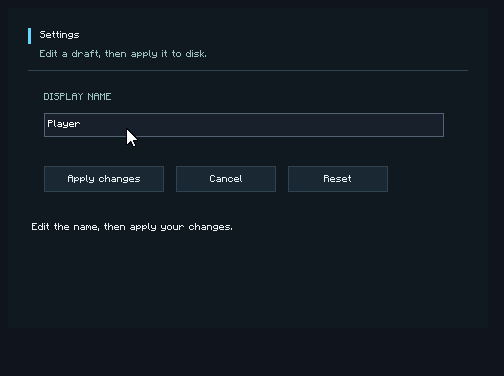 Settings
Edit a draft, then apply it to disk.
DISPLAY NAME
Player
Apply changes
Cancel
Reset
Edit the name, then apply your changes.